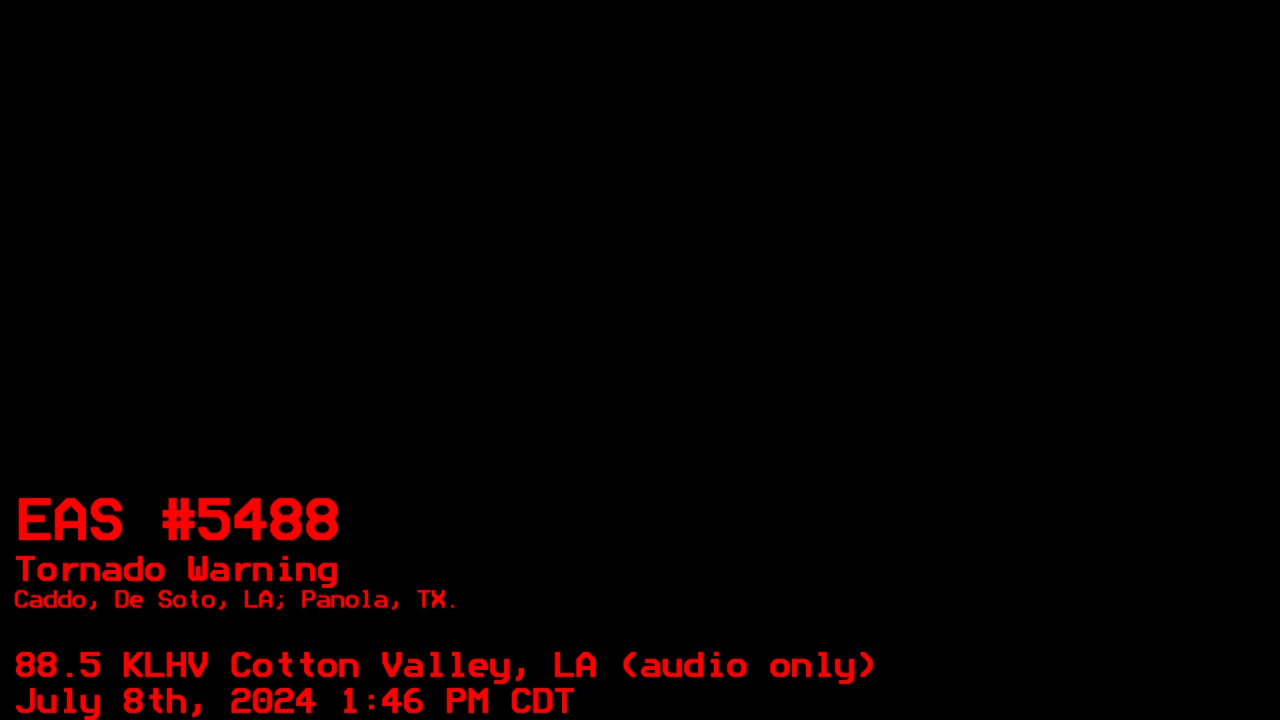 EAS #5488
Tornado Warning
Caddo, De Soto, LA; Panola, TX.
88.5 KLHV Cotton Valley, LA (audio only)
July 8th, 2024 1:46 PM CDT